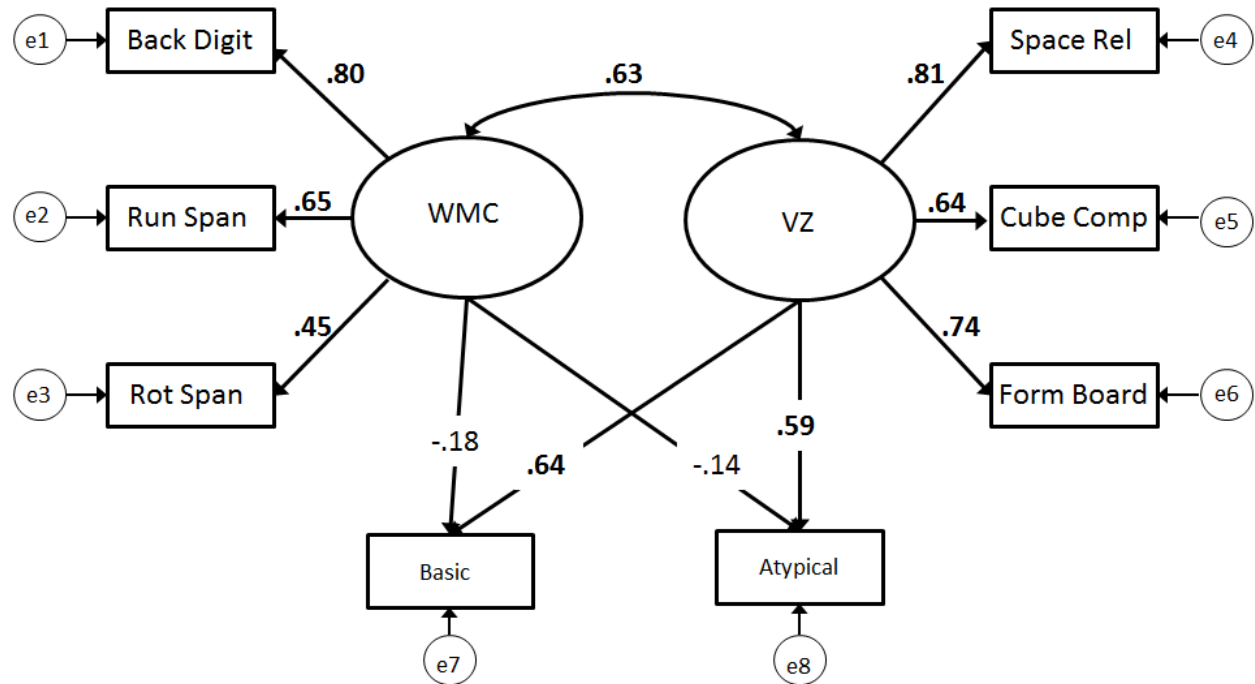 e1
Back Digit
.80
.63
.81
Space Rel
e4
e2
Run Span
.65
WMC
VZ
.64
Cube Comp
e5
e3
Rot Span
.45
.74
Form Board
e6
-.18
.64
-.14
.59
Basic
Atypical
e7
e8